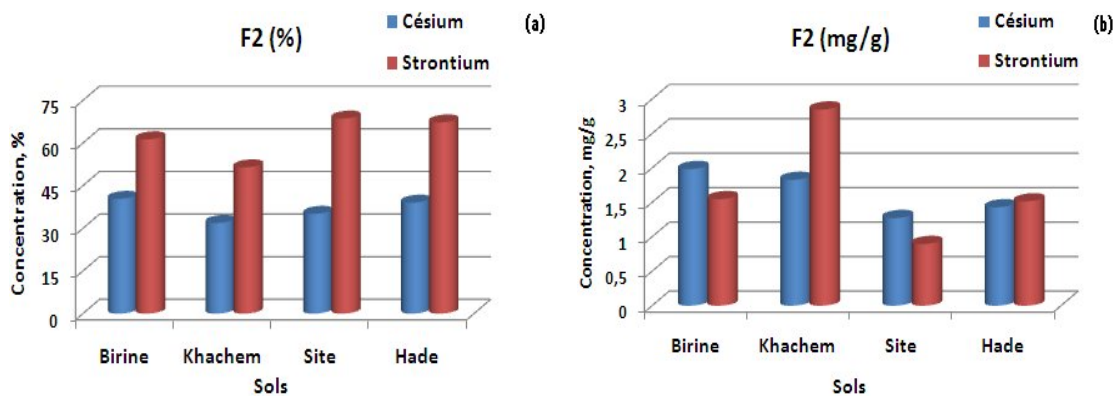 F2 (%)
Césium
Strontium
(a)
Concentration, %
75
60
45
30
15
0
Birine
Khachem
Site
Hade
Sols
F2 (mg/g)
Césium
Strontium
(b)
Concentration, mg/g
3
2,5
2
1,5
1
0,5
0
Birine
Khachem
Site
Hade
Sols